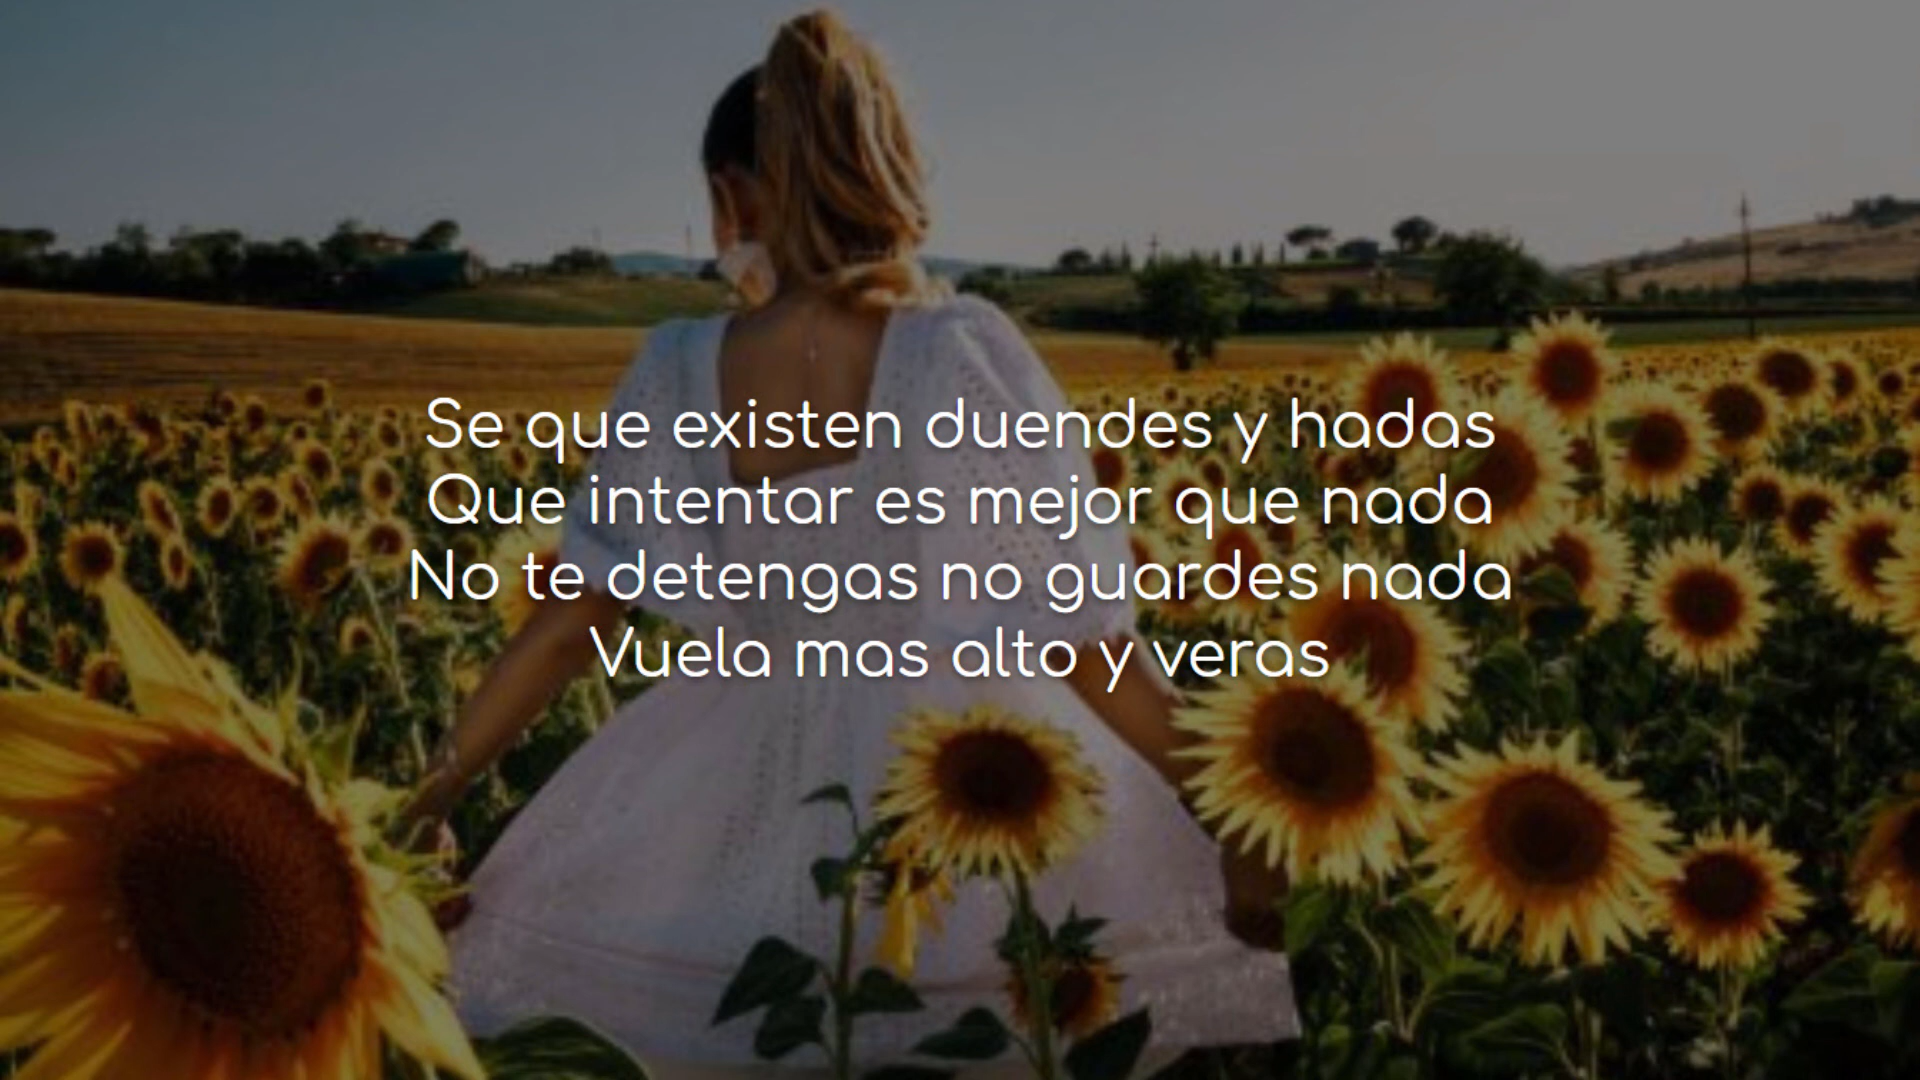 Se que existen duendes y hadas
Que intentar es mejor que nada
No te detengas no guardes nada
Vuela mas alto y veras